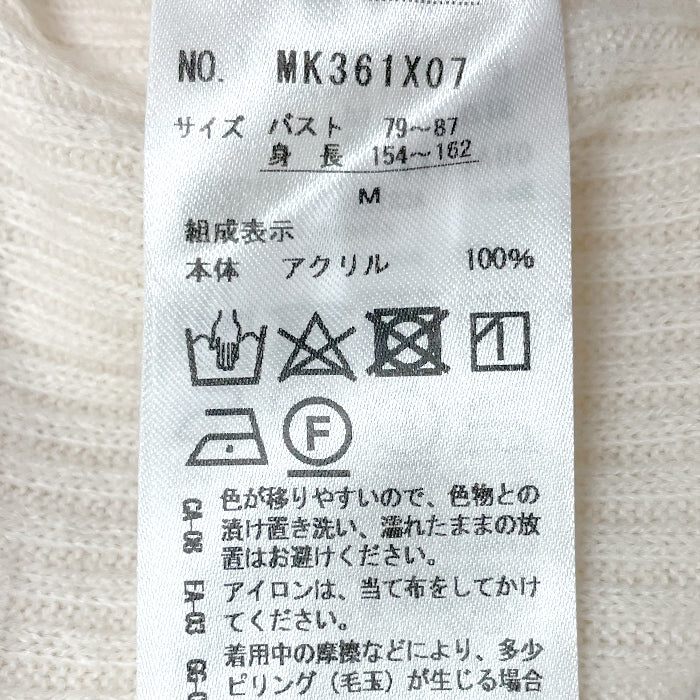 NO. MK361X07
サイズ バスト 79～87
身長 154～162
M
組成表示
本体 アクリル 100%
F
色が移りやすいので、色物との
漬け置き洗い、濡れたままの放
置はお避けください。
CA-06
アイロンは、当て布をしてかけ
てください。
EA-03
着用中の摩擦などにより、多少
ピリング（毛玉）が生じる場合